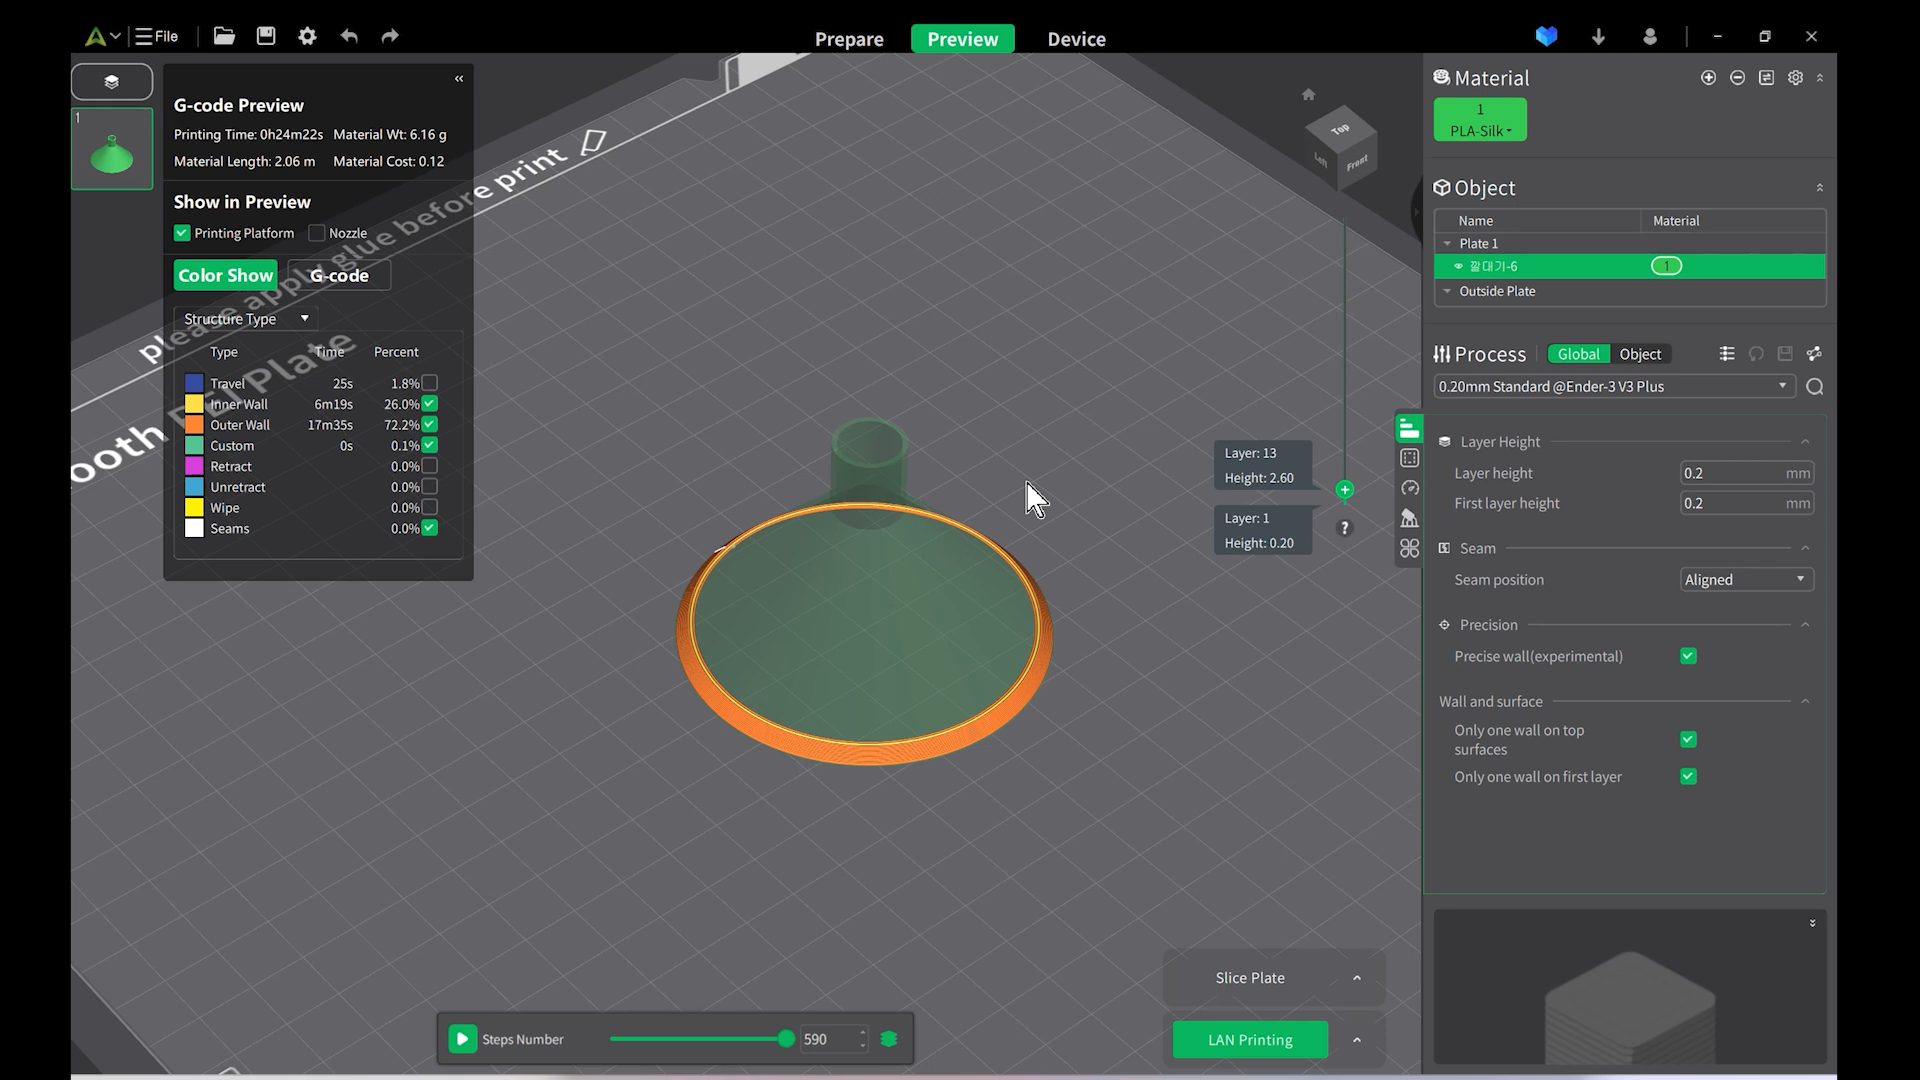 File
Prepare
Preview
Device
1
G-code Preview
Printing Time: 0h24m22s Material Wt: 6.16 g
Material Length: 2.06 m Material Cost: 0.12
Show in Preview
Printing Platform Nozzle
Color Show G-code
Structure Type
Type Time Percent
Travel 25s 1.8%
Inner Wall 6m19s 26.0%
Outer Wall 17m35s 72.2%
Custom 0s 0.1%
Retract 0.0%
Unretract 0.0%
Wipe 0.0%
Seams 0.0%
please apply glue before print
ooth PEI Plate
Top
Left Front
Layer: 13
Height: 2.60
Layer: 1
Height: 0.20
?
Steps Number 590
Slice Plate
LAN Printing
Material
1
PLA-Silk
Object
Name Material
Plate 1
깔대기-6 1
Outside Plate
Process Global Object
0.20mm Standard @Ender-3 V3 Plus
Layer Height
Layer height 0.2 mm
First layer height 0.2 mm
Seam
Seam position Aligned
Precision
Precise wall(experimental)
Wall and surface
Only one wall on top
surfaces
Only one wall on first layer